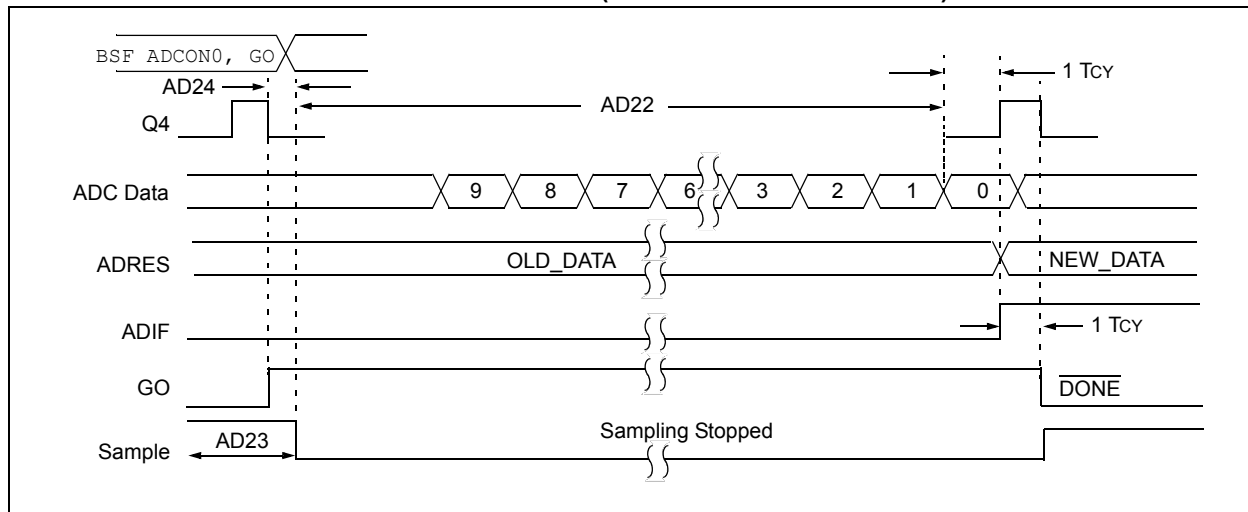 BSF ADCON0, GO
1 TCY
AD24
AD22
Q4
ADC Data
9 8 7 6 3 2 1 0
ADRES
OLD_DATA
NEW_DATA
ADIF
1 TCY
GO
DONE
Sampling Stopped
AD23
Sample